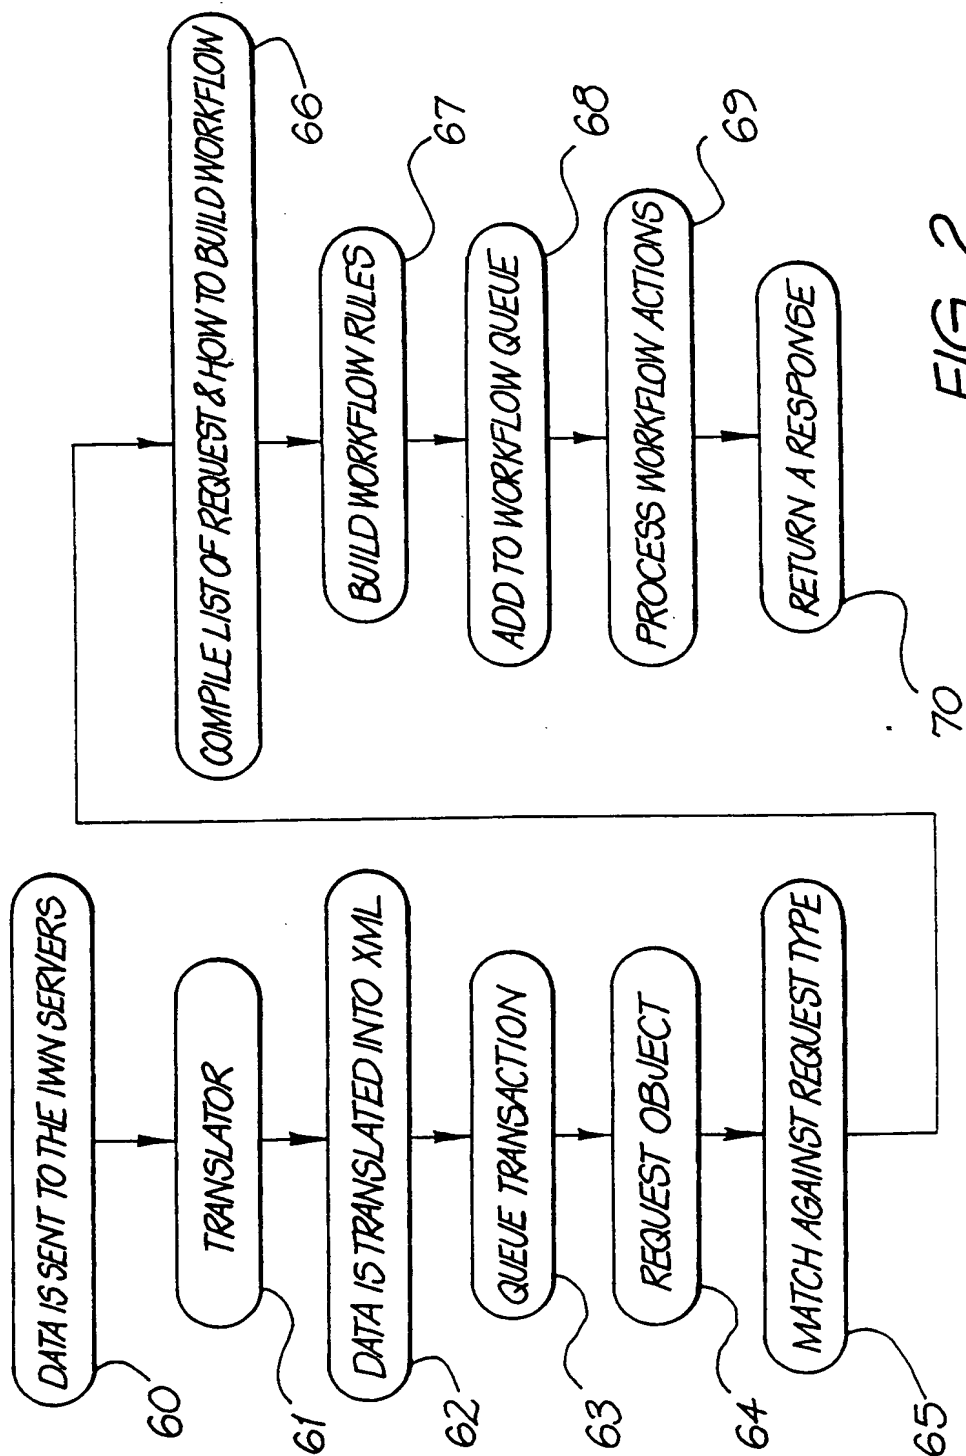 DATA IS SENT TO THE IWN SERVERS
60
TRANSLATOR
61
DATA IS TRANSLATED INTO XML
62
QUEUE TRANSACTION
63
REQUEST OBJECT
64
MATCH AGAINST REQUEST TYPE
65
COMPILE LIST OF REQUEST & HOW TO BUILD WORKFLOW
66
BUILD WORKFLOW RULES
67
ADD TO WORKFLOW QUEUE
68
PROCESS WORKFLOW ACTIONS
69
RETURN A RESPONSE
70
FIG. 2